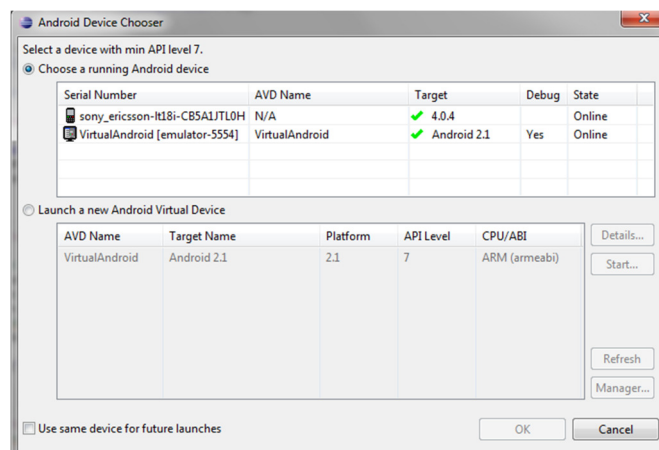 Android Device Chooser
Select a device with min API level 7.
Choose a running Android device
Serial Number AVD Name Target Debug State
sony_ericsson-lt18i-CB5A1JTL0H N/A 4.0.4 Online
VirtualAndroid [emulator-5554] VirtualAndroid Android 2.1 Yes Online
Launch a new Android Virtual Device
AVD Name Target Name Platform API Level CPU/ABI Details...
VirtualAndroid Android 2.1 2.1 7 ARM (armeabi)
Start...
Refresh
Manager...
Use same device for future launches OK Cancel